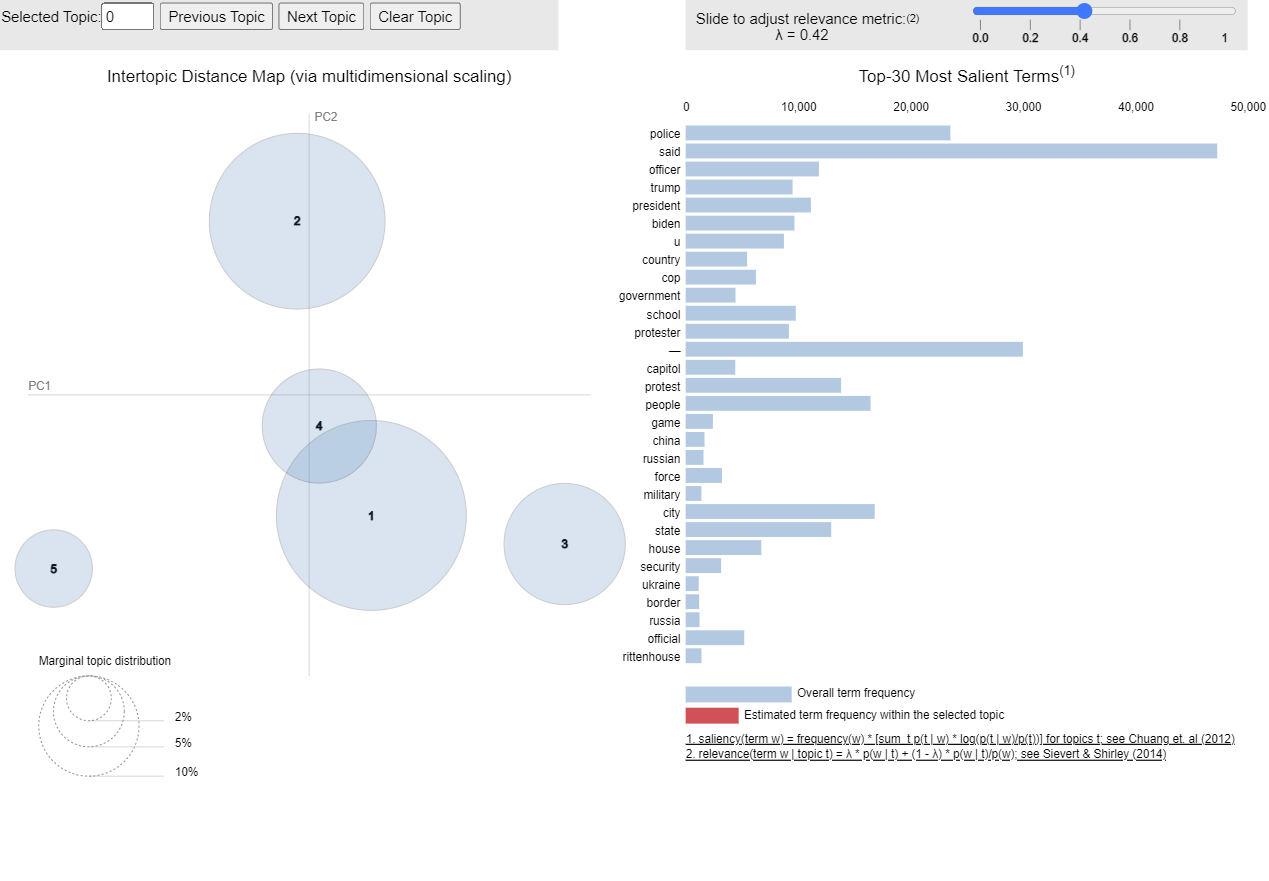 Selected Topic: 0 Previous Topic Next Topic Clear Topic
Slide to adjust relevance metric:(2)
λ = 0.42
0.0 0.2 0.4 0.6 0.8 1
Intertopic Distance Map (via multidimensional scaling)
PC2
PC1
2
4
1
3
5
Marginal topic distribution
2%
5%
10%
Top-30 Most Salient Terms(1)
0 10,000 20,000 30,000 40,000 50,000
police
said
officer
trump
president
biden
u
country
cop
government
school
protester
—
capitol
protest
people
game
china
russian
force
military
city
state
house
security
ukraine
border
russia
official
rittenhouse
Overall term frequency
Estimated term frequency within the selected topic
1. saliency(term w) = frequency(w) * [sum_t p(t | w) * log(p(t | w)/p(t))] for topics t; see Chuang et. al (2012)
2. relevance(term w | topic t) = λ * p(w | t) + (1 - λ) * p(w | t)/p(w); see Sievert & Shirley (2014)